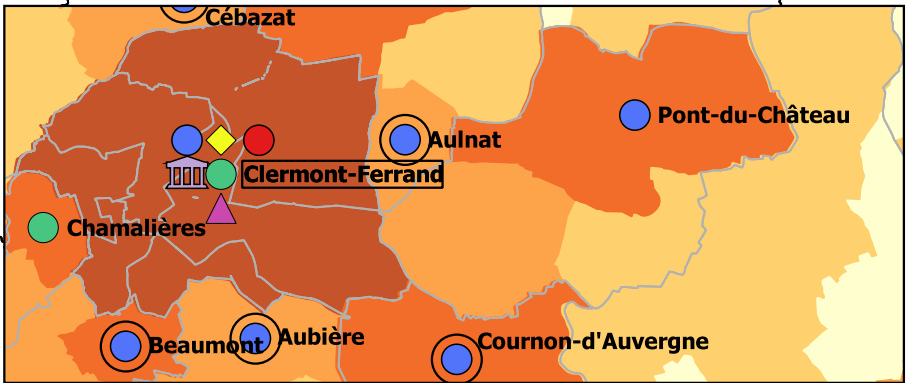 Cébazat
Pont-du-Château
Aulnat
Clermont-Ferrand
Chamalières
Beaumont
Aubière
Cournon-d'Auvergne